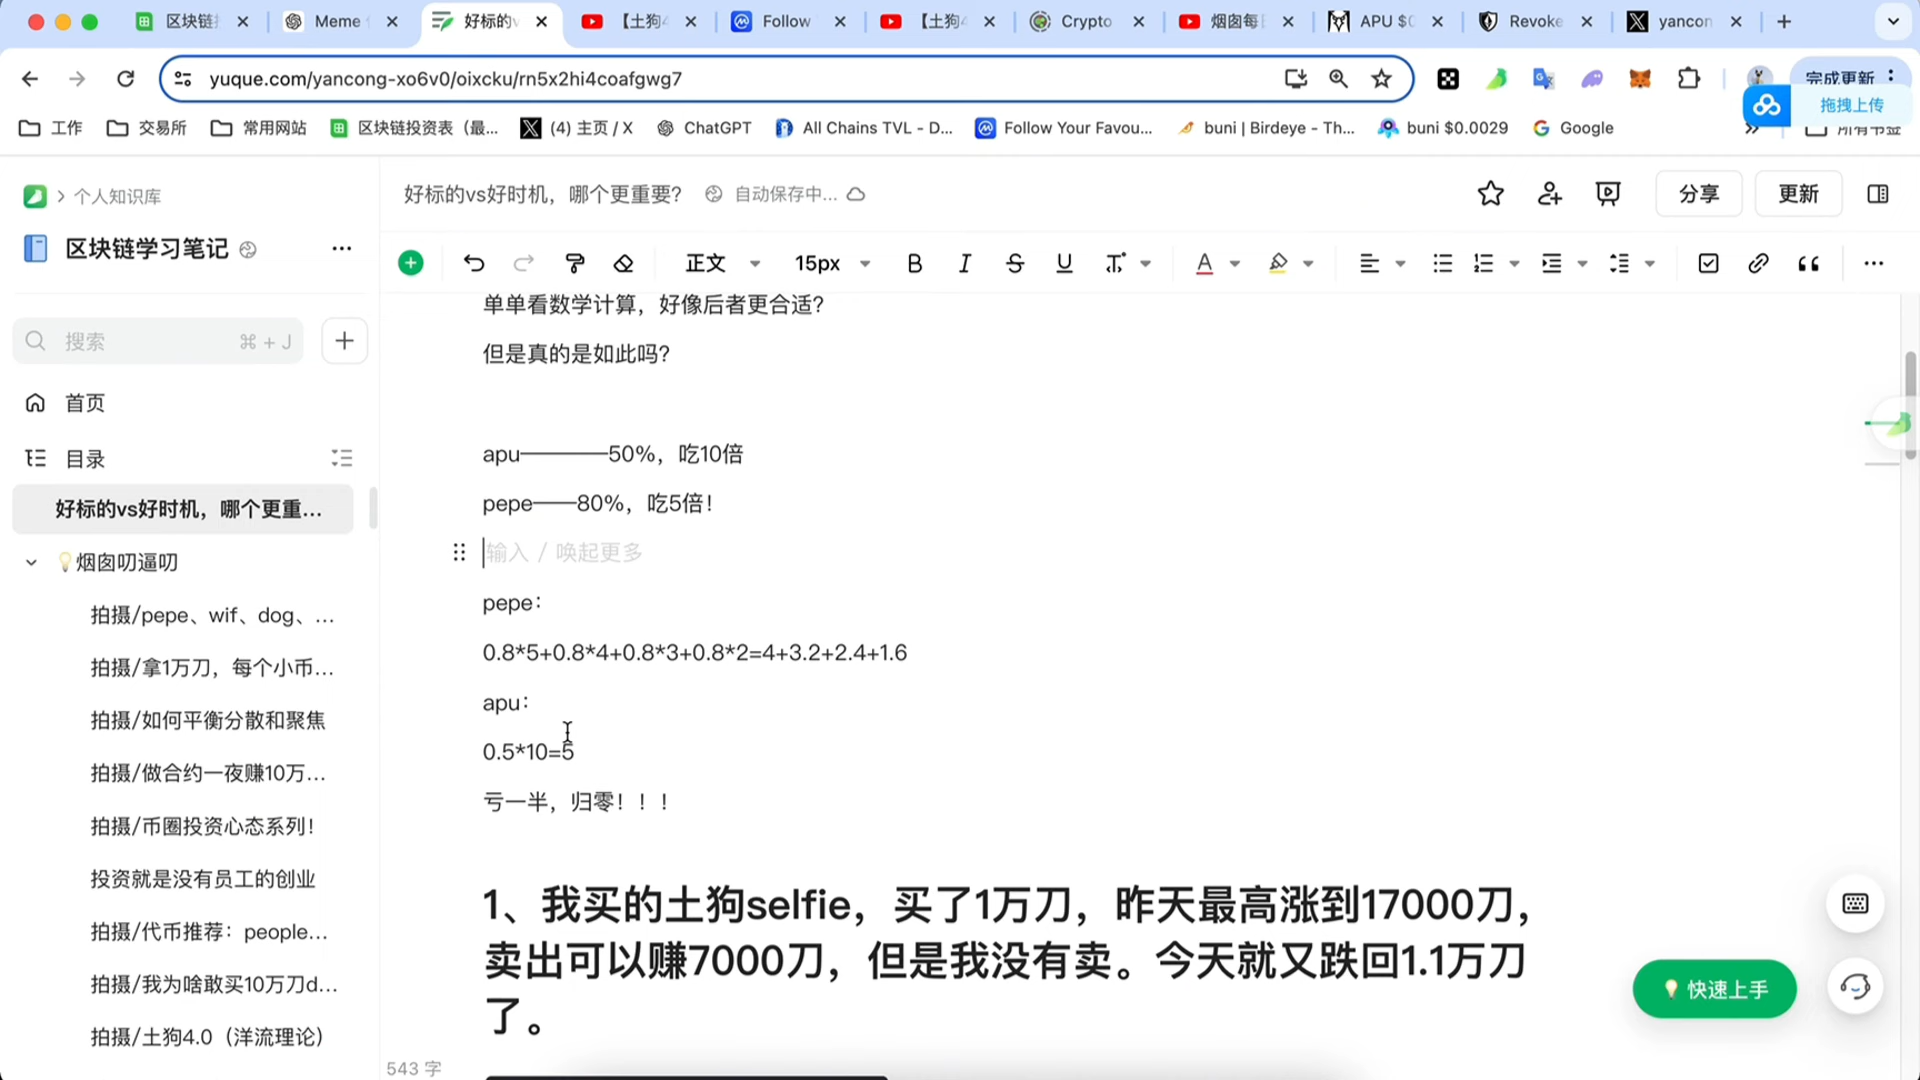 区块链
Meme
好标的v
【土狗4
Follow
【土狗4
Crypto
烟囱每
APU $0
Revoke
yancon
yuque.com/yancong-xo6v0/oixcku/rn5x2hi4coafgwg7
完成更新
拖拽上传
工作
交易所
常用网站
区块链投资表（最...
(4) 主页 / X
ChatGPT
All Chains TVL - D...
Follow Your Favou...
buni | Birdeye - Th...
buni $0.0029
Google
所有书签
个人知识库
好标的vs好时机，哪个更重要？
自动保存中...
分享
更新
区块链学习笔记
正文
15px
搜索
⌘ + J
首页
目录
好标的vs好时机，哪个更重...
烟囱叨逼叨
拍摄/pepe、wif、dog、...
拍摄/拿1万刀，每个小币...
拍摄/如何平衡分散和聚焦
拍摄/做合约一夜赚10万...
拍摄/币圈投资心态系列！
投资就是没有员工的创业
拍摄/代币推荐：people...
拍摄/我为啥敢买10万刀d...
拍摄/土狗4.0（洋流理论）
单单看数学计算，好像后者更合适？
但是真的是如此吗？
apu————50%，吃10倍
pepe——80%，吃5倍！
输入 / 唤起更多
pepe：
0.8*5+0.8*4+0.8*3+0.8*2=4+3.2+2.4+1.6
apu：
0.5*10=5
亏一半，归零！！！
1、我买的土狗selfie，买了1万刀，昨天最高涨到17000刀，
卖出可以赚7000刀，但是我没有卖。今天就又跌回1.1万刀
了。
快速上手
543 字